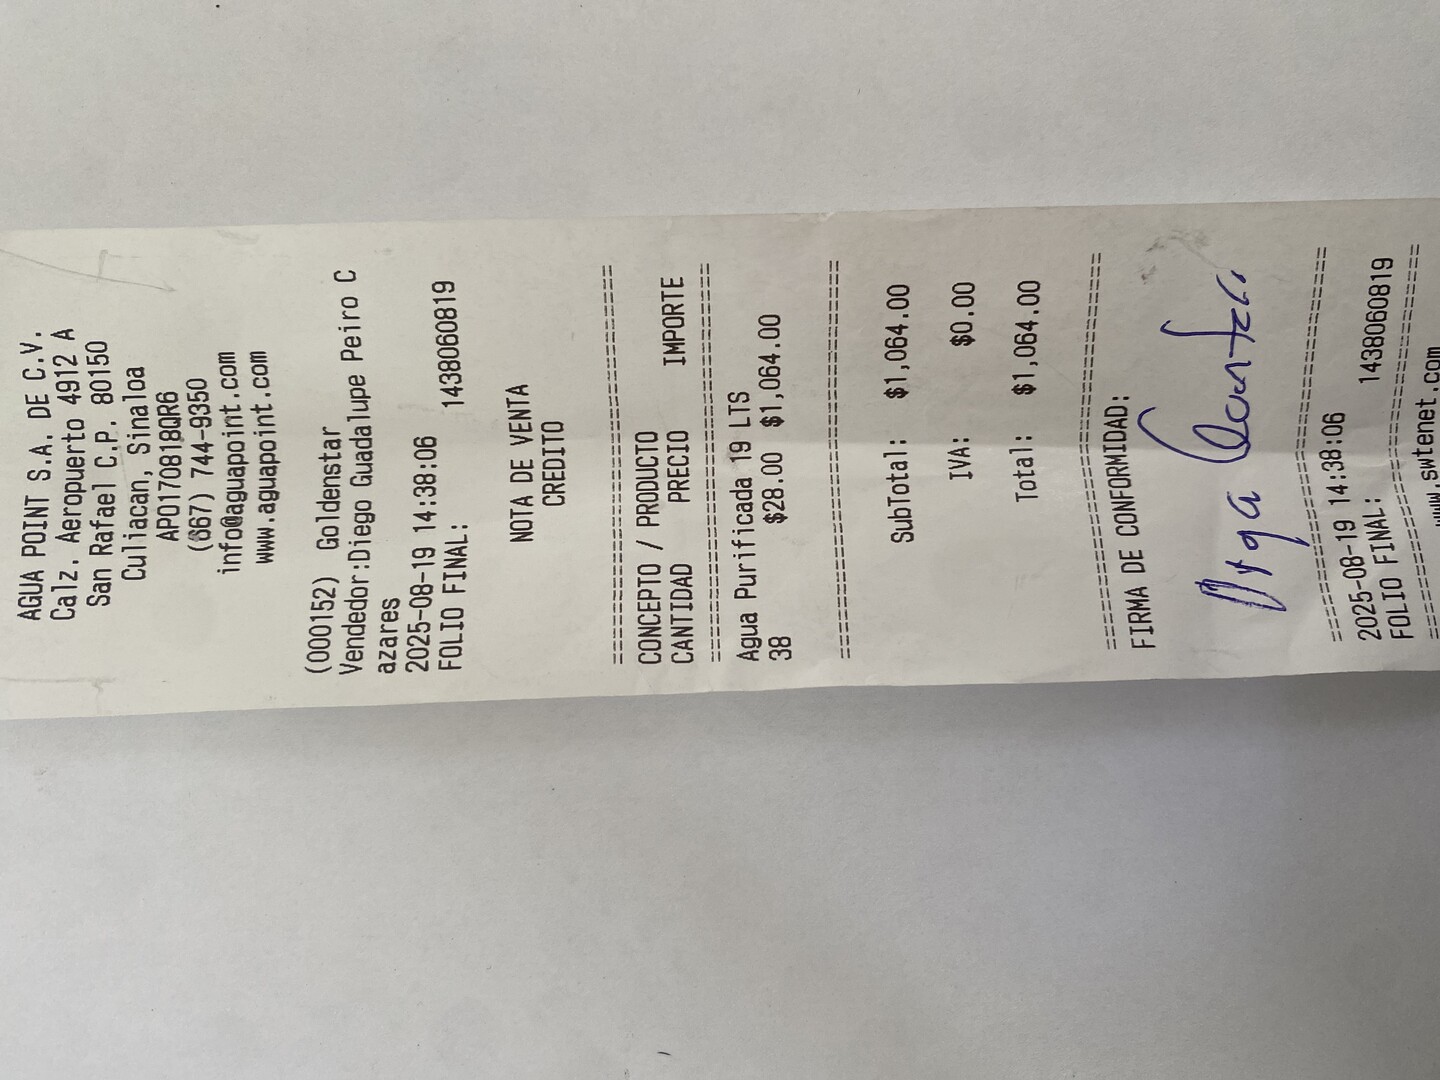 AGUA POINT S.A. DE C.V.
Calz. Aeropuerto 4912 A
San Rafael C.P. 80150
Culiacan, Sinaloa
APO170818QR6
(667) 744-9350
info@aguapoint.com
www.aguapoint.com
(000152) Goldenstar
Vendedor:Diego Guadalupe Peiro C
azares
2025-08-19 14:38:06
FOLIO FINAL: 1438060819
NOTA DE VENTA
CREDITO
================================
CONCEPTO / PRODUCTO
CANTIDAD PRECIO IMPORTE
================================
Agua Purificada 19 LTS
38 $28.00 $1,064.00
================================
SubTotal: $1,064.00
IVA: $0.00
Total: $1,064.00
================================
FIRMA DE CONFORMIDAD:
================================
2025-08-19 14:38:06
FOLIO FINAL: 1438060819
================================
www.swtenet.com